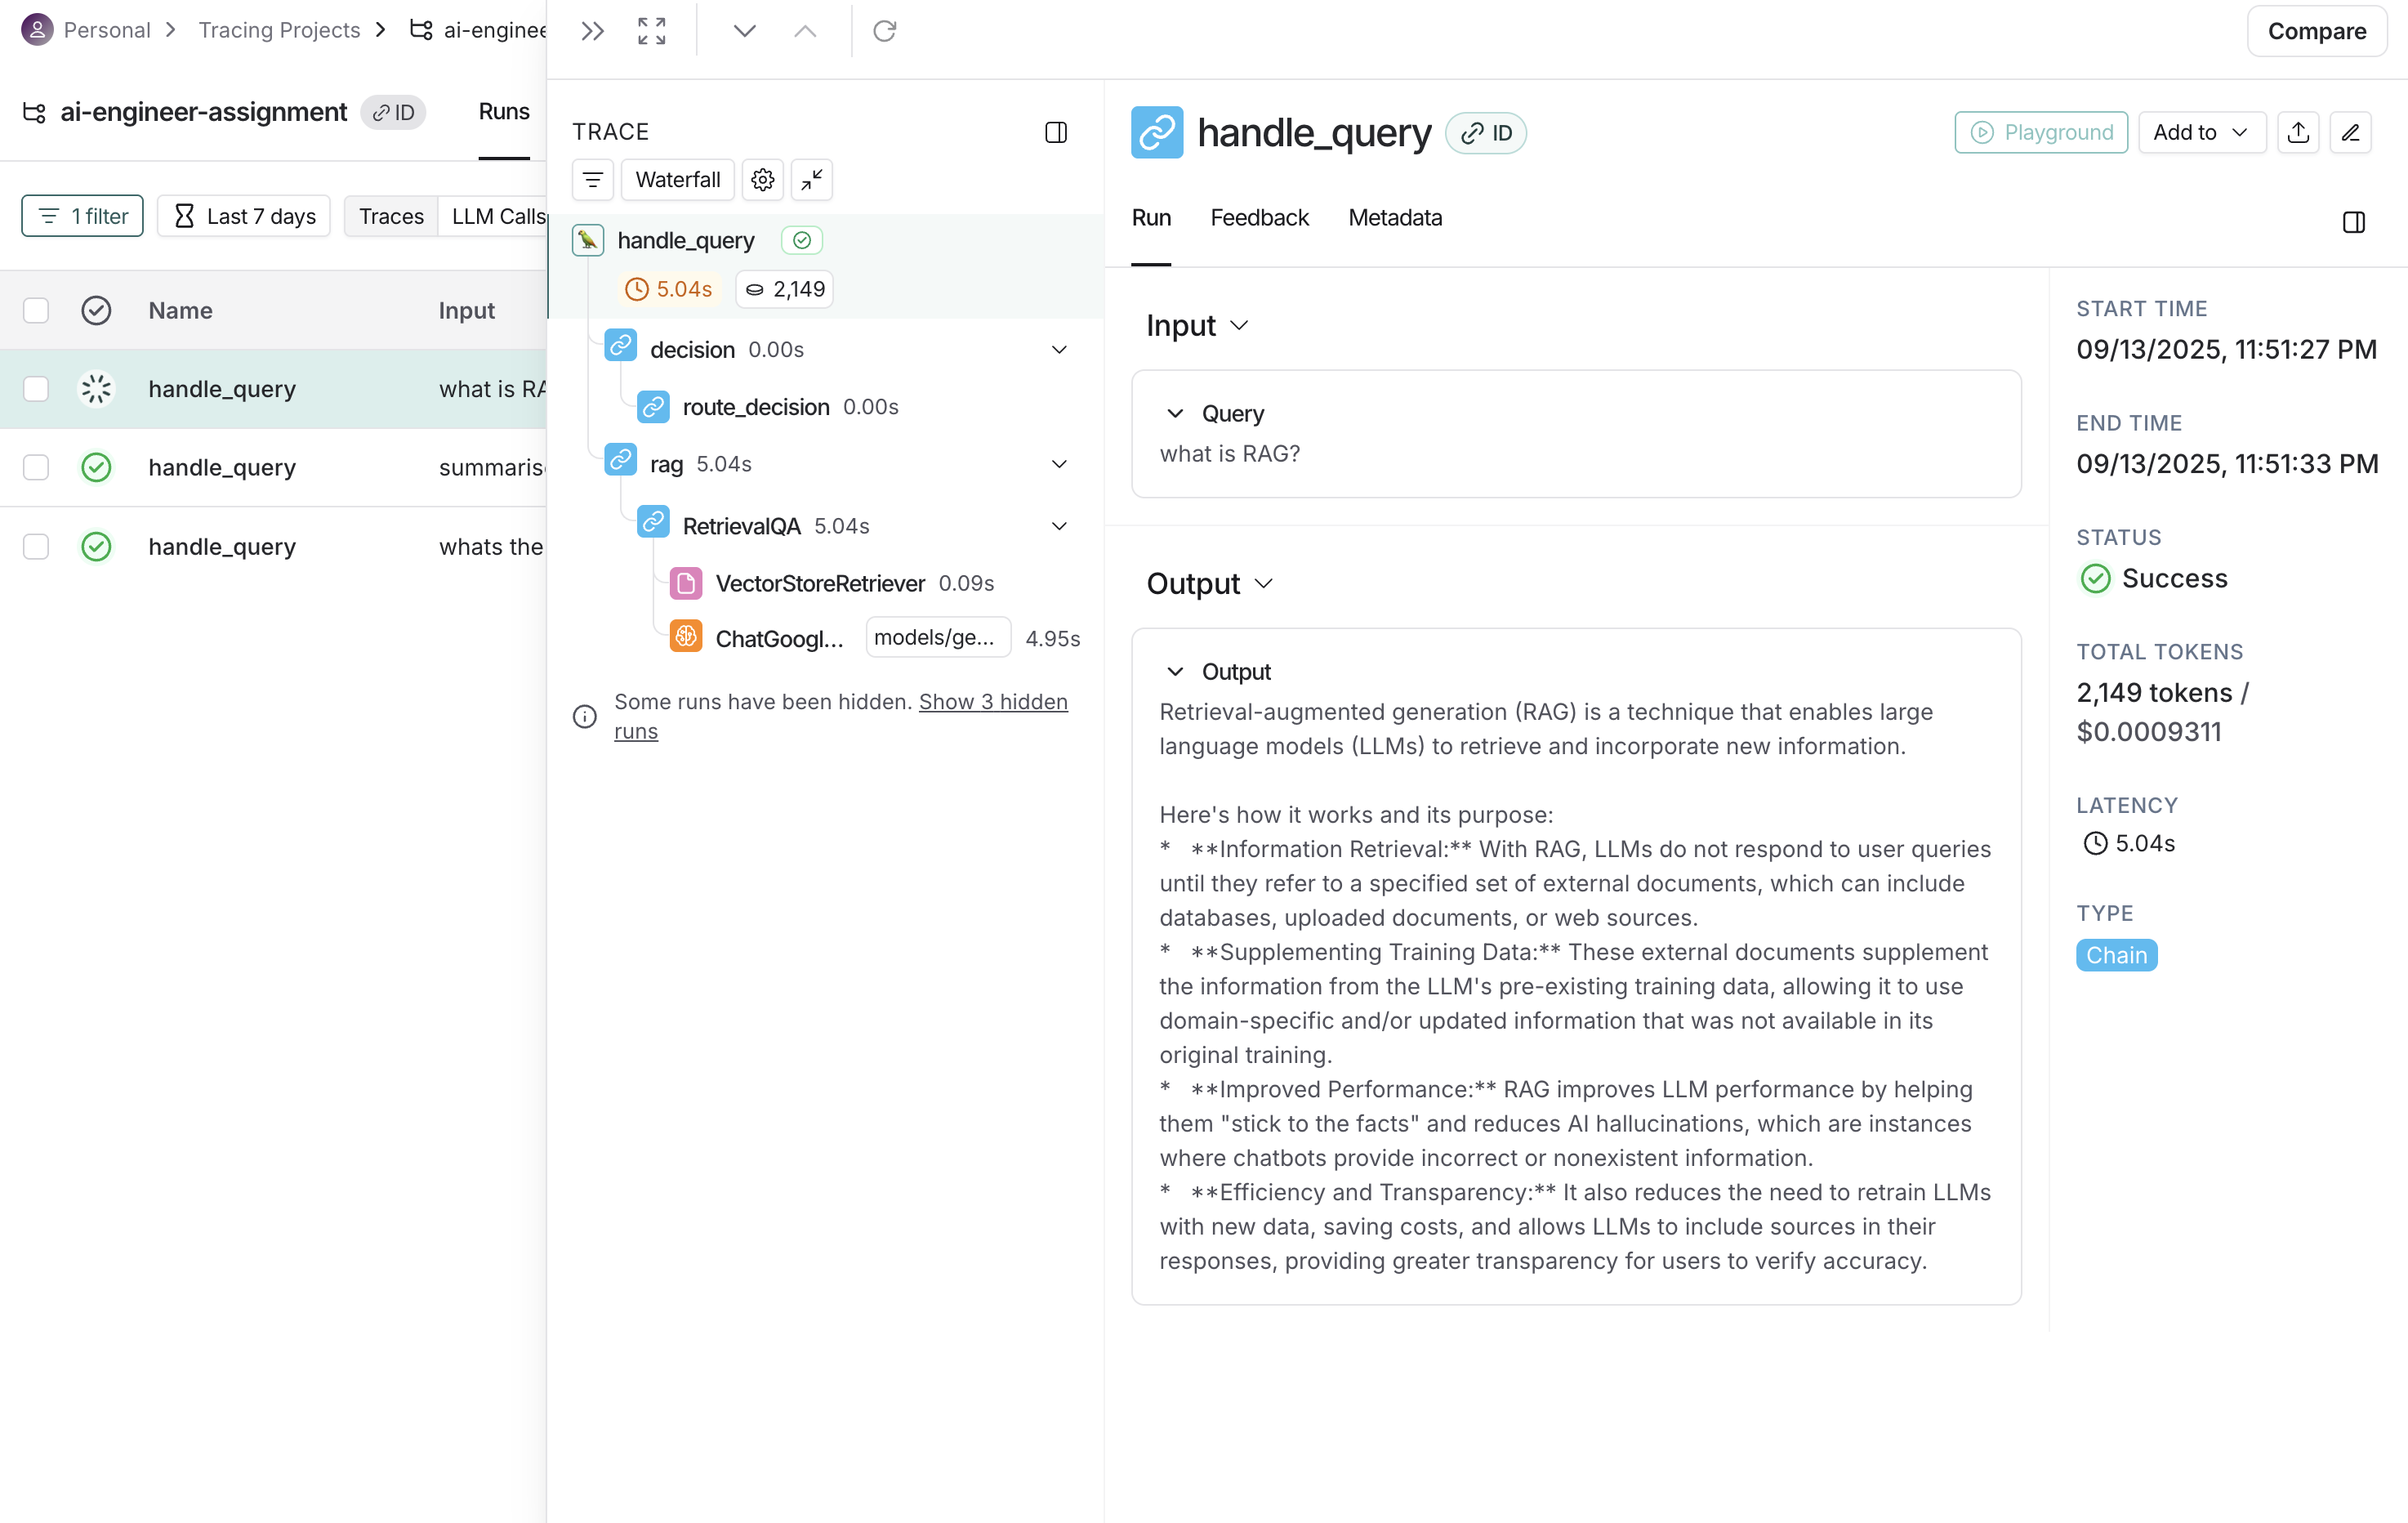 Personal > Tracing Projects > ai-enginee
Compare
ai-engineer-assignment ID Runs
1 filter Last 7 days Traces LLM Calls
Name Input
handle_query what is RA
handle_query summaris
handle_query whats the
TRACE
Waterfall
handle_query
5.04s 2,149
decision 0.00s
route_decision 0.00s
rag 5.04s
RetrievalQA 5.04s
VectorStoreRetriever 0.09s
ChatGoogl... models/ge... 4.95s
Some runs have been hidden. Show 3 hidden
runs
handle_query ID
Playground Add to
Run Feedback Metadata
Input
Query
what is RAG?
Output
Output
Retrieval-augmented generation (RAG) is a technique that enables large
language models (LLMs) to retrieve and incorporate new information.
Here's how it works and its purpose:
* **Information Retrieval:** With RAG, LLMs do not respond to user queries
until they refer to a specified set of external documents, which can include
databases, uploaded documents, or web sources.
* **Supplementing Training Data:** These external documents supplement
the information from the LLM's pre-existing training data, allowing it to use
domain-specific and/or updated information that was not available in its
original training.
* **Improved Performance:** RAG improves LLM performance by helping
them "stick to the facts" and reduces AI hallucinations, which are instances
where chatbots provide incorrect or nonexistent information.
* **Efficiency and Transparency:** It also reduces the need to retrain LLMs
with new data, saving costs, and allows LLMs to include sources in their
responses, providing greater transparency for users to verify accuracy.
START TIME
09/13/2025, 11:51:27 PM
END TIME
09/13/2025, 11:51:33 PM
STATUS
Success
TOTAL TOKENS
2,149 tokens /
$0.0009311
LATENCY
5.04s
TYPE
Chain